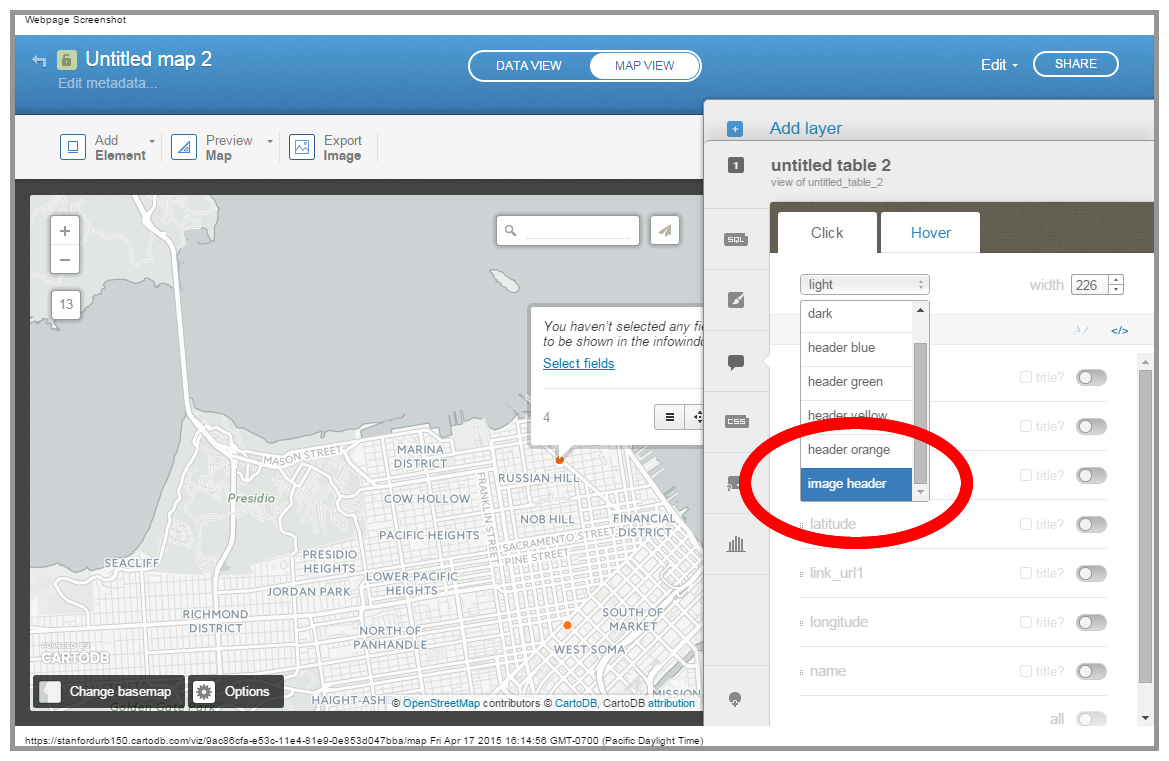 Webpage Screenshot
Untitled map 2
Edit metadata...
DATA VIEW
MAP VIEW
Edit
SHARE
Add
Element
Preview
Map
Export
Image
Add layer
1
untitled table 2
view of untitled_table_2
SQL
CSS
Click
Hover
light
width
226
dark
header blue
header green
header yellow
header orange
image header
</>
title?
title?
title?
latitude
title?
link_url1
title?
longitude
title?
name
title?
all
+
−
13
You haven't selected any
to be shown in the
Select fields
4
MARINA
DISTRICT
MASON STREET
RUSSIAN HILL
Presidio
COW HOLLOW
FRANKLIN STREET
NOB HILL
FINANCIAL
DISTRICT
PACIFIC HEIGHTS
SACRAMENTO STREET
PINE STREET
SEACLIFF
PRESIDIO
HEIGHTS
LOWER PACIFIC
HEIGHTS
JORDAN PARK
RICHMOND
DISTRICT
SOUTH OF
MARKET
NORTH OF
PANHANDLE
WEST SOMA
POWERED BY
CARTODB
Change basemap
Options
Golden Gate Park
HAIGHT-ASH
MISSION
© OpenStreetMap contributors © CartoDB, CartoDB attribution
https://stanfordurb150.cartodb.com/viz/9ac86cfa-e53c-11e4-81e9-0e853d047bba/map Fri Apr 17 2015 16:14:56 GMT-0700 (Pacific Daylight Time)